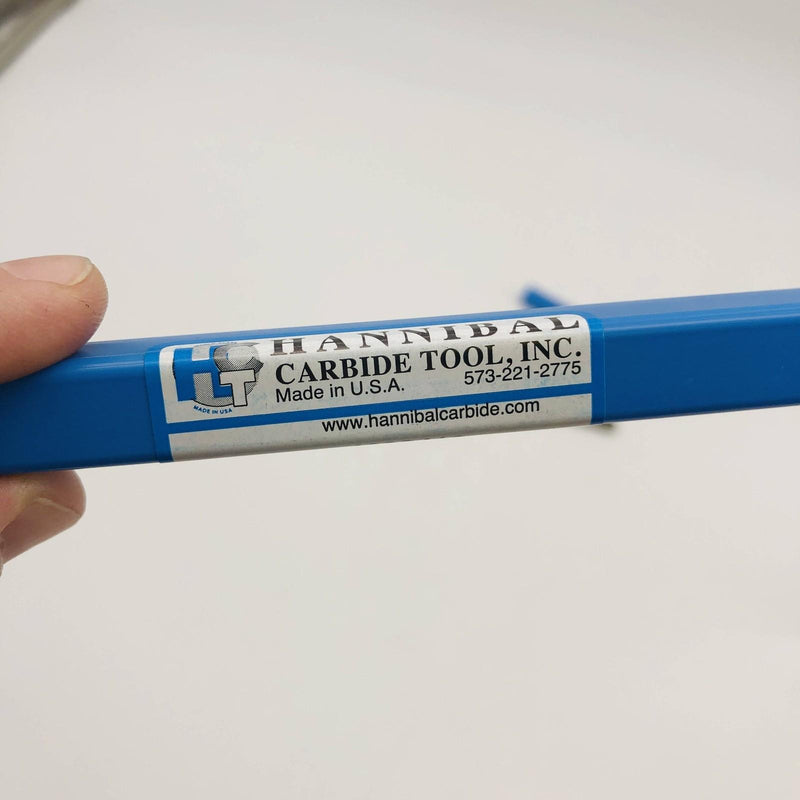 HCT
MADE IN USA
HANNIBAL
CARBIDE TOOL, INC.
Made in U.S.A. 573-221-2775
www.hannibalcarbide.com